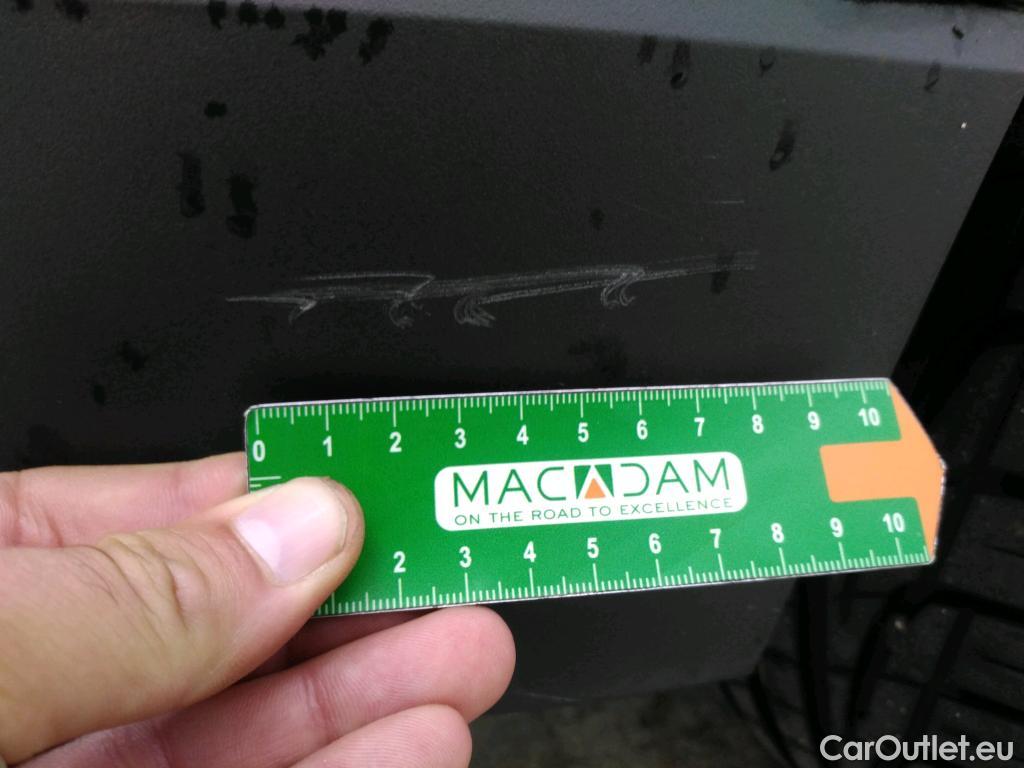 0 1 2 3 4 5 6 7 8 9 10
MACADAM
ON THE ROAD TO EXCELLENCE
2 3 4 5 6 7 8 9 10
CarOutlet.eu